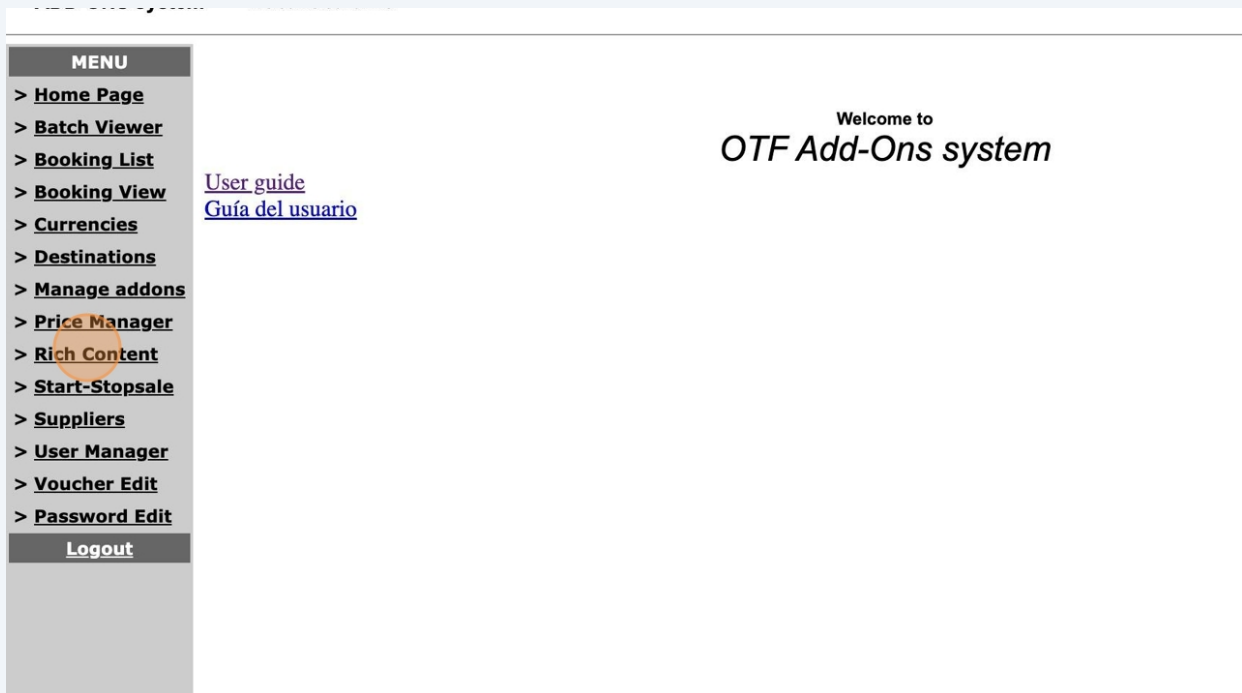 MENU
> Home Page
> Batch Viewer
> Booking List
> Booking View
> Currencies
> Destinations
> Manage addons
> Price Manager
> Rich Content
> Start-Stopsale
> Suppliers
> User Manager
> Voucher Edit
> Password Edit
Logout
Welcome to
OTF Add-Ons system
User guide
Guía del usuario